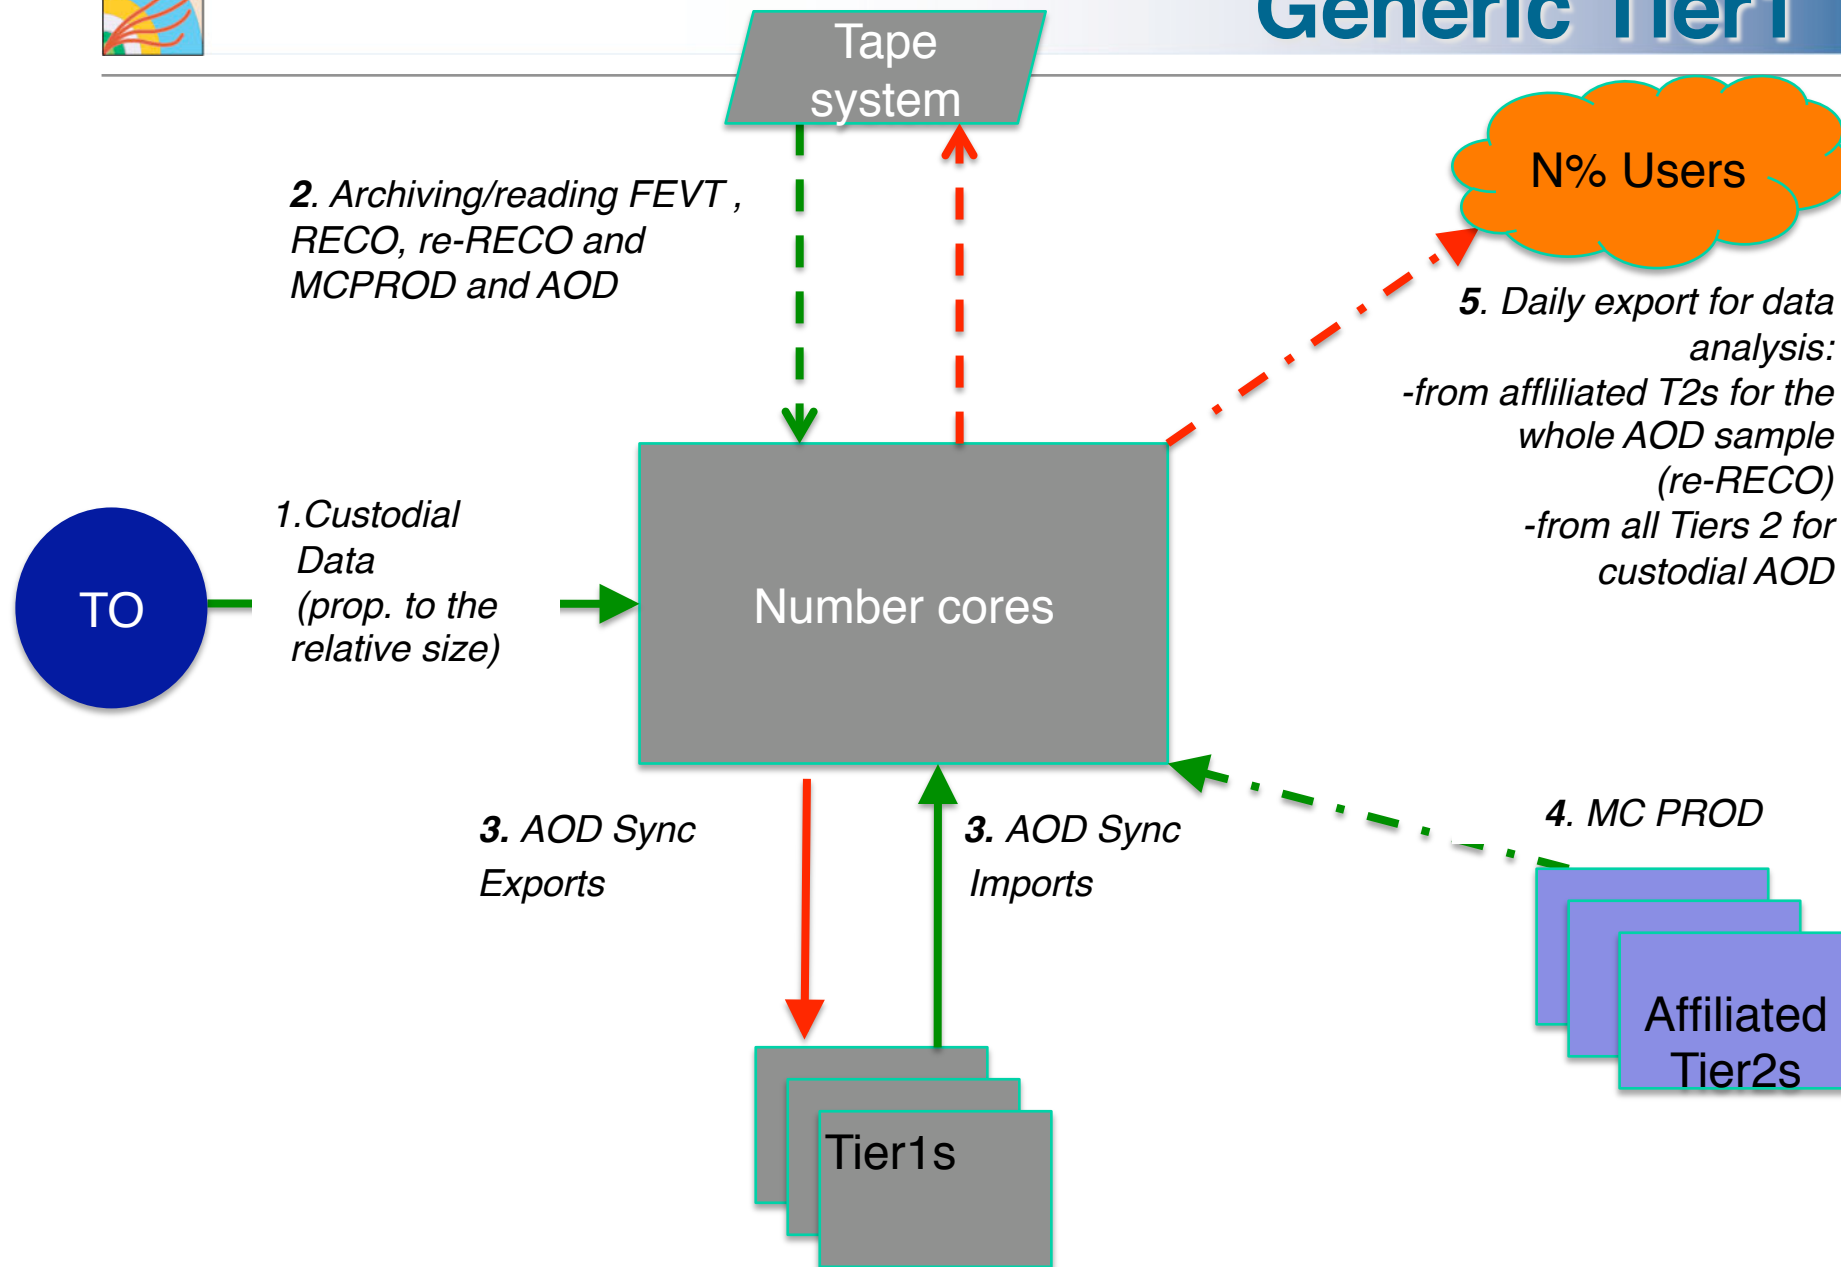 Generic Tier1
Tape
system
N% Users
2. Archiving/reading FEVT ,
RECO, re-RECO and
MCPROD and AOD
5. Daily export for data
analysis:
-from affliliated T2s for the
whole AOD sample
(re-RECO)
-from all Tiers 2 for
custodial AOD
1.Custodial
Data
(prop. to the
relative size)
TO
Number cores
3. AOD Sync
Exports
3. AOD Sync
Imports
4. MC PROD
Affiliated
Tier2s
Tier1s